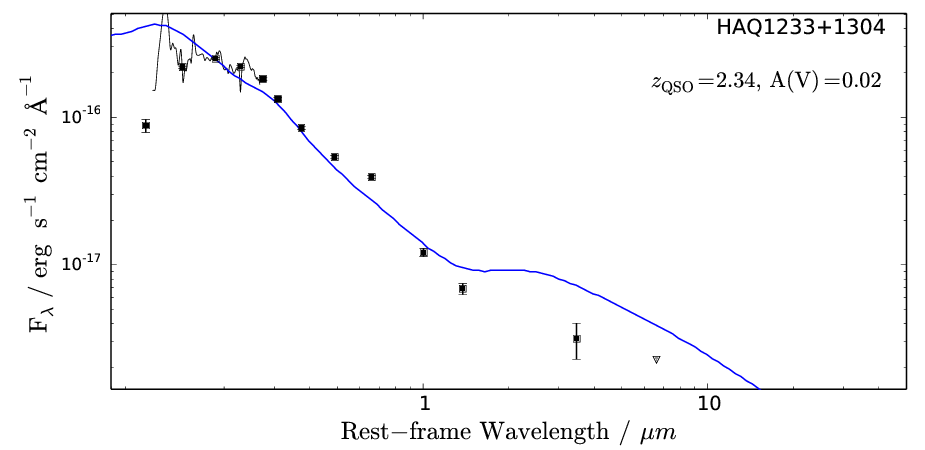 HAQ1233+1304
z_QSO=2.34, A(V)=0.02
10^-16
10^-17
F_λ / erg s^−1 cm^−2 Å^−1
1
10
Rest−frame Wavelength / μm